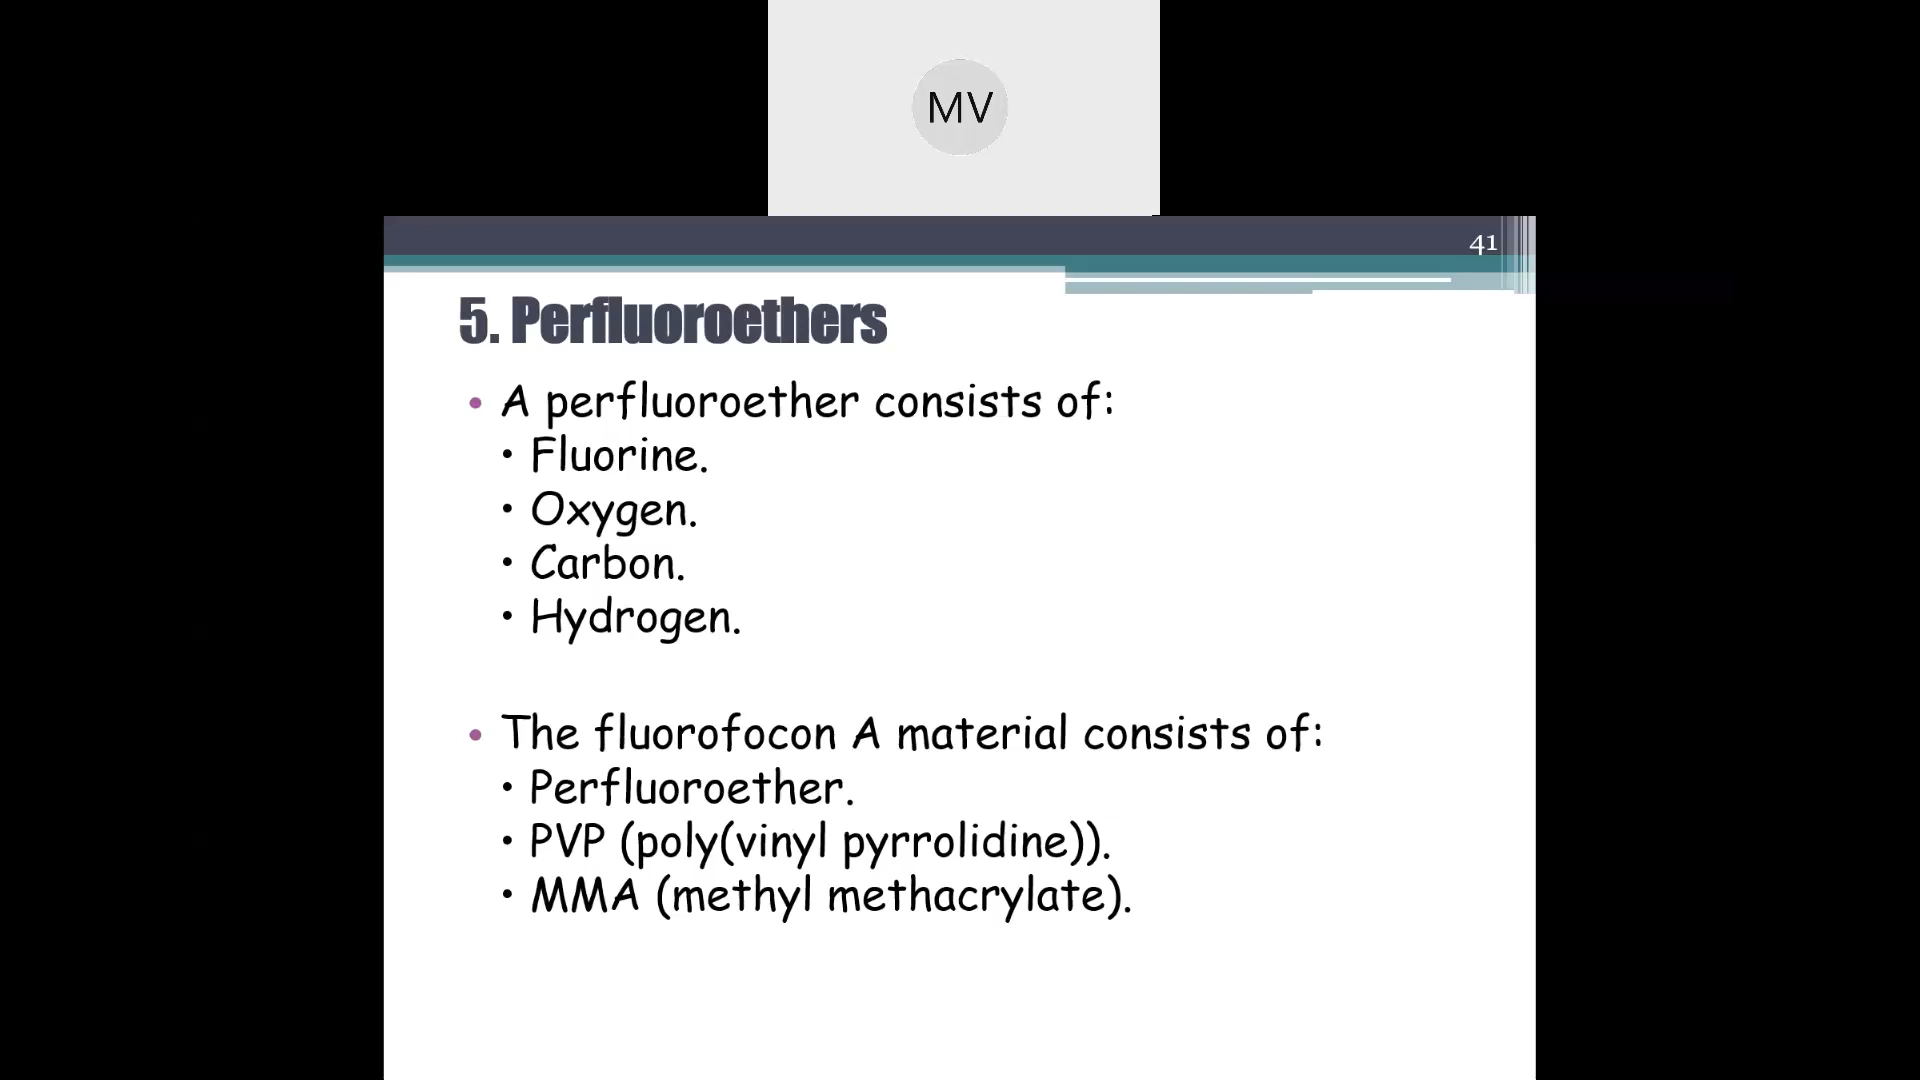 MV
41
5. Perfluoroethers
• A perfluoroether consists of:
• Fluorine.
• Oxygen.
• Carbon.
• Hydrogen.
• The fluorofocon A material consists of:
• Perfluoroether.
• PVP (poly(vinyl pyrrolidine)).
• MMA (methyl methacrylate).